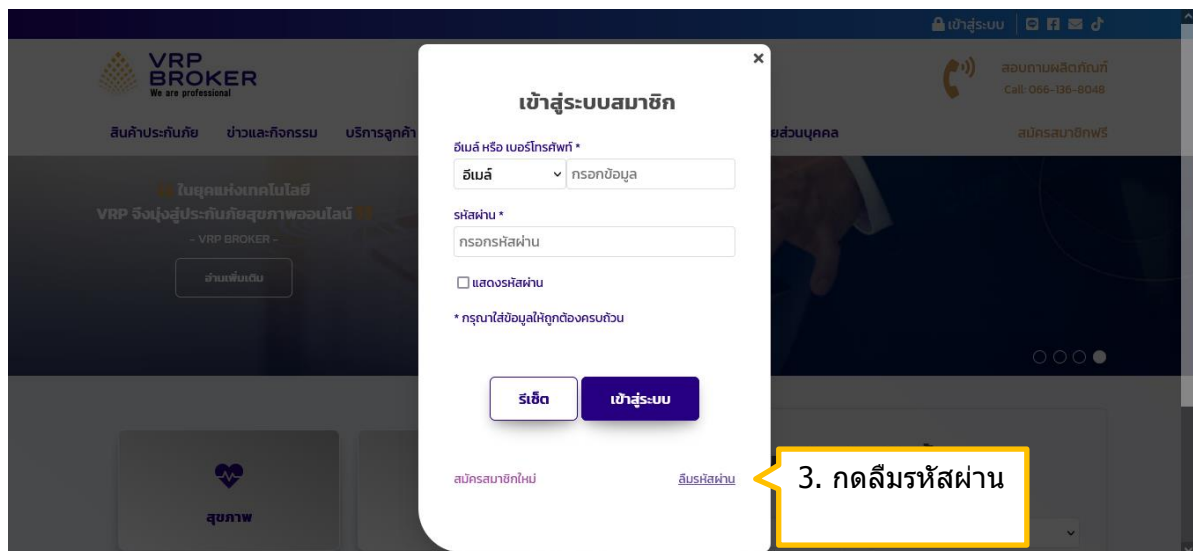 เข้าสู่ระบบ
VRP
BROKER
We are professional
สอบถามผลิตภัณฑ์
Call: 066-136-8048
สินค้าประกันภัย ข่าวและกิจกรรม บริการลูกค้า
สมัครสมาชิกฟรี
ในยุคแห่งเทคโนโลยี
VRP จึงมุ่งสู่ประกันภัยสุขภาพออนไลน์
- VRP BROKER -
อ่านเพิ่มเติม
×
เข้าสู่ระบบสมาชิก
อีเมล์ หรือ เบอร์โทรศัพท์ *
อีเมล์ กรอกข้อมูล
รหัสผ่าน *
กรอกรหัสผ่าน
แสดงรหัสผ่าน
* กรุณาใส่ข้อมูลให้ถูกต้องครบถ้วน
รีเซ็ต เข้าสู่ระบบ
สมัครสมาชิกใหม่ ลืมรหัสผ่าน
3. กดลืมรหัสผ่าน
สุขภาพ